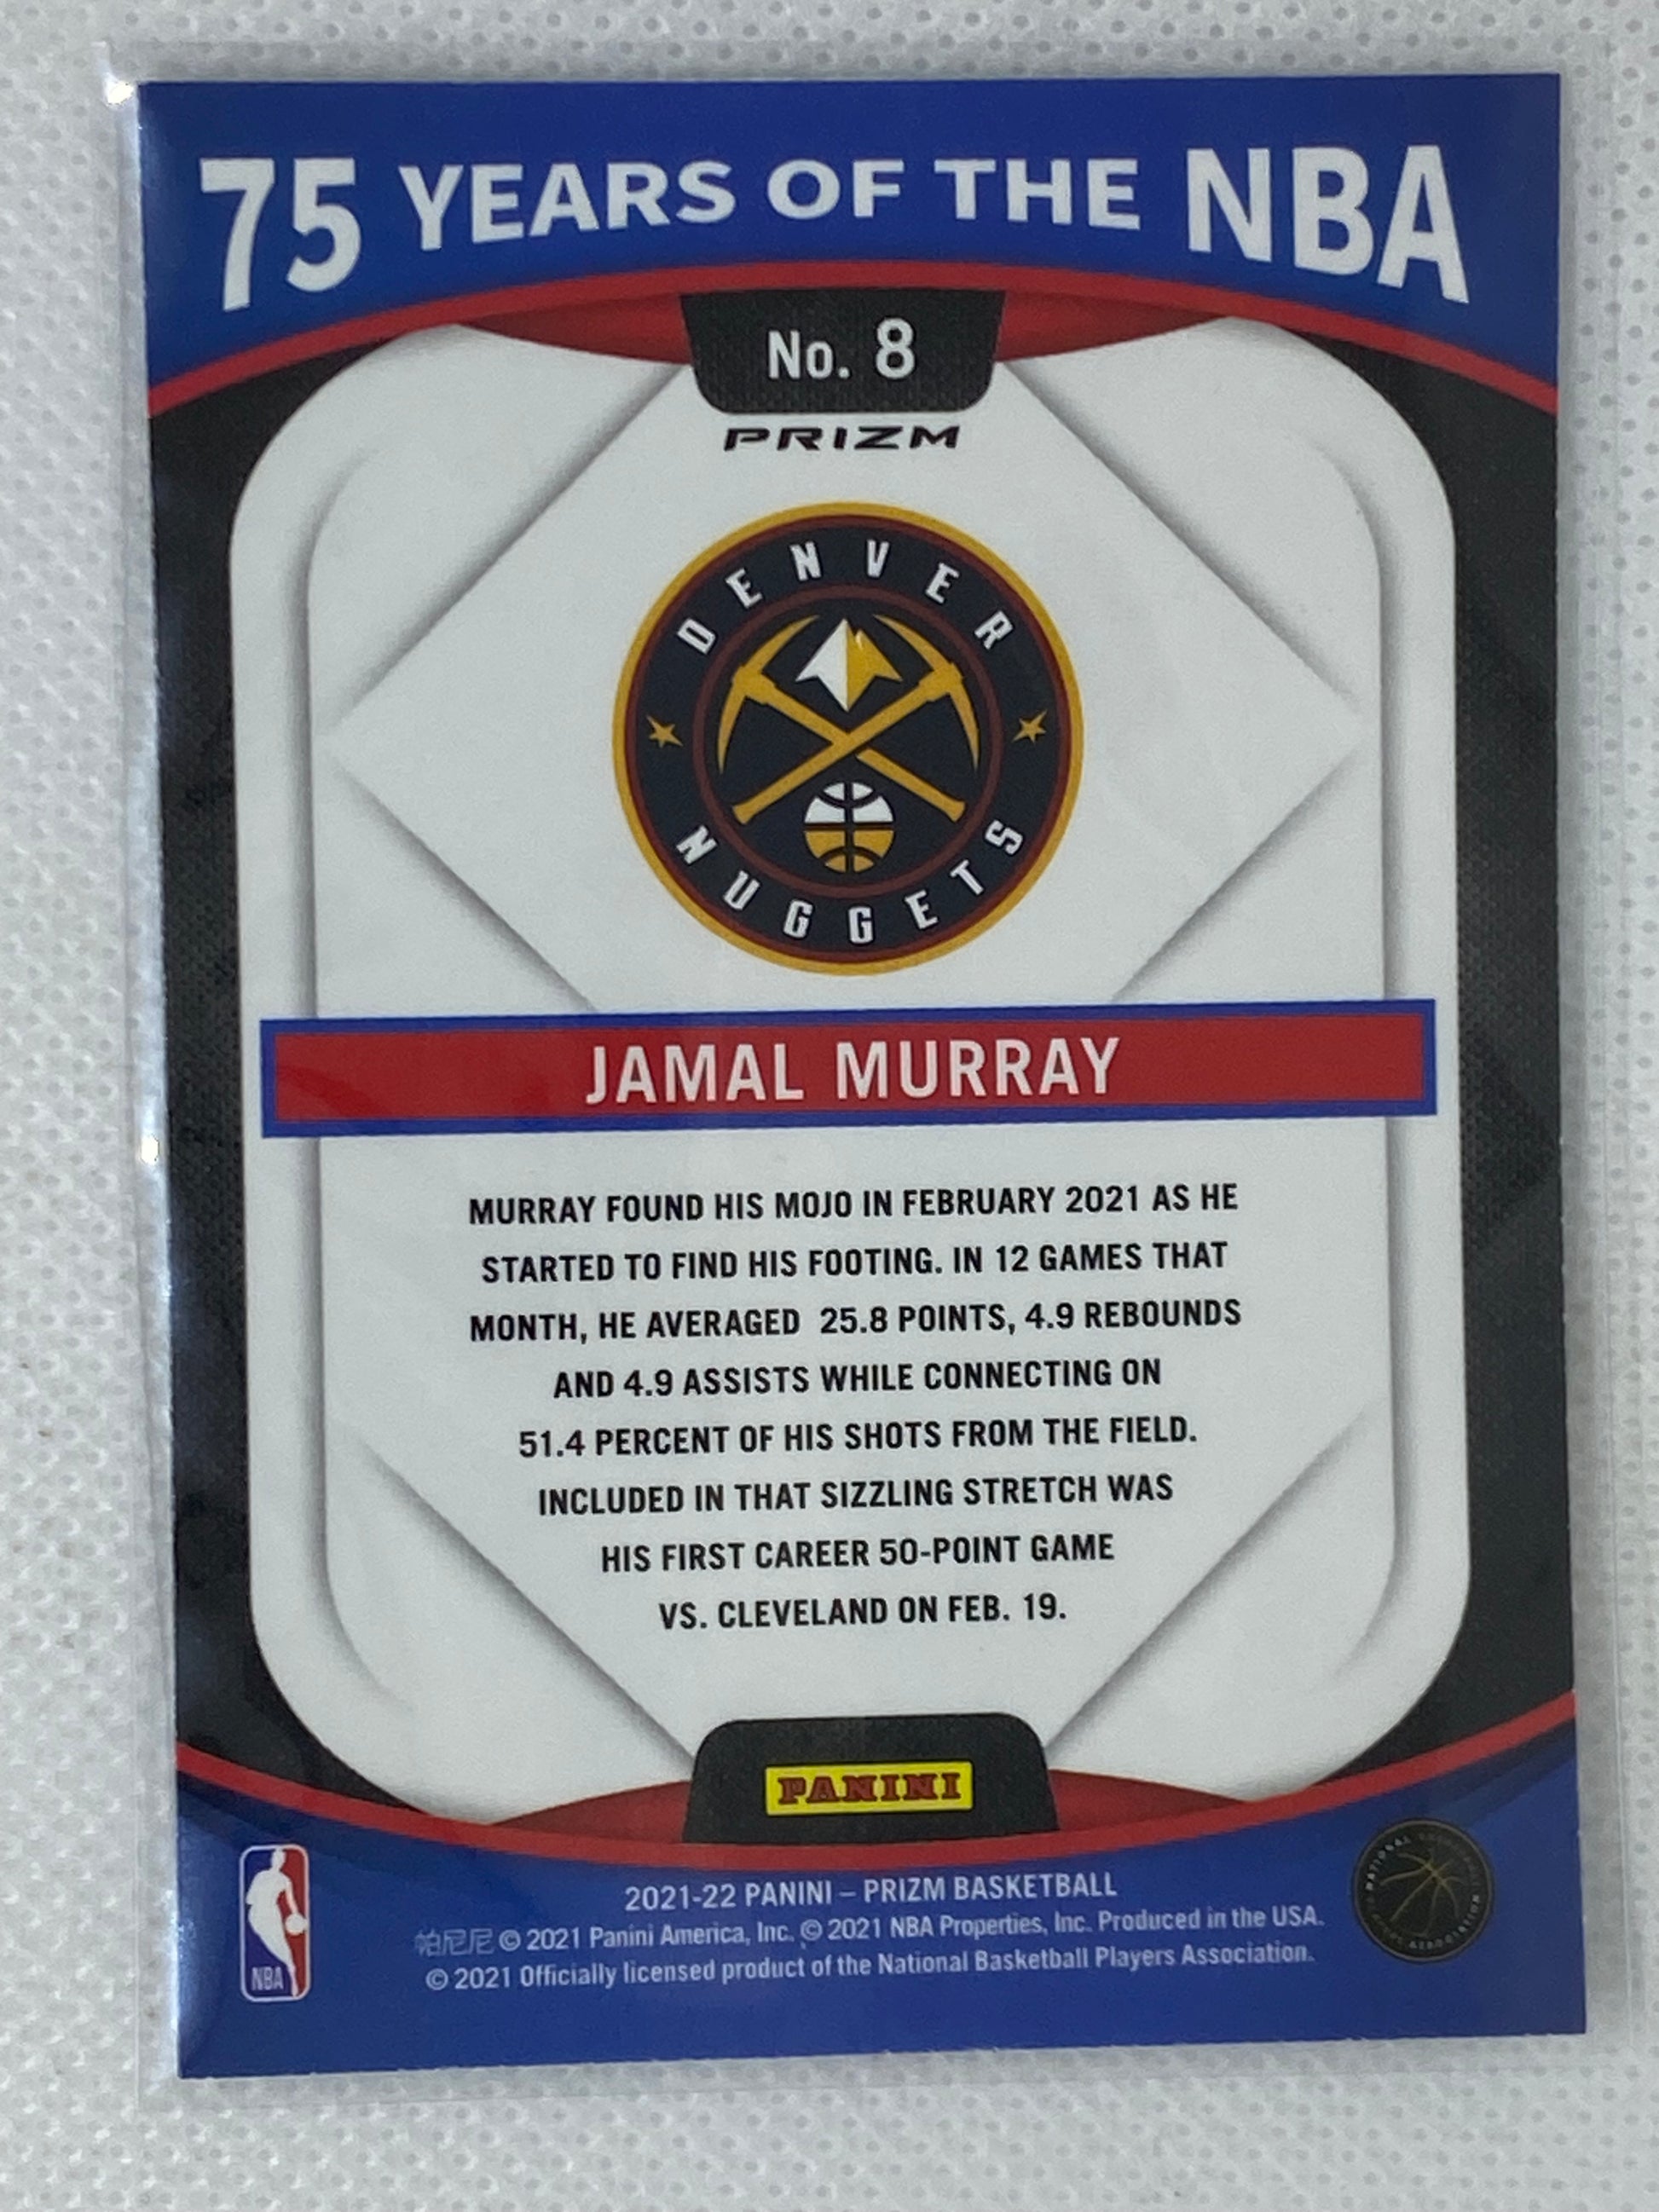 75 YEARS OF THE NBA
No. 8
PRIZM
DENVER
NUGGETS
JAMAL MURRAY
MURRAY FOUND HIS MOJO IN FEBRUARY 2021 AS HE
STARTED TO FIND HIS FOOTING. IN 12 GAMES THAT
MONTH, HE AVERAGED  25.8 POINTS, 4.9 REBOUNDS
AND 4.9 ASSISTS WHILE CONNECTING ON
51.4 PERCENT OF HIS SHOTS FROM THE FIELD.
INCLUDED IN THAT SIZZLING STRETCH WAS
HIS FIRST CAREER 50-POINT GAME
VS. CLEVELAND ON FEB. 19.
PANINI
2021-22 PANINI – PRIZM BASKETBALL
帕尼尼 © 2021 Panini America, Inc. © 2021 NBA Properties, Inc. Produced in the USA.
© 2021 Officially licensed product of the National Basketball Players Association.
NBA
NATIONAL BASKETBALL
PLAYERS ASSOCIATION